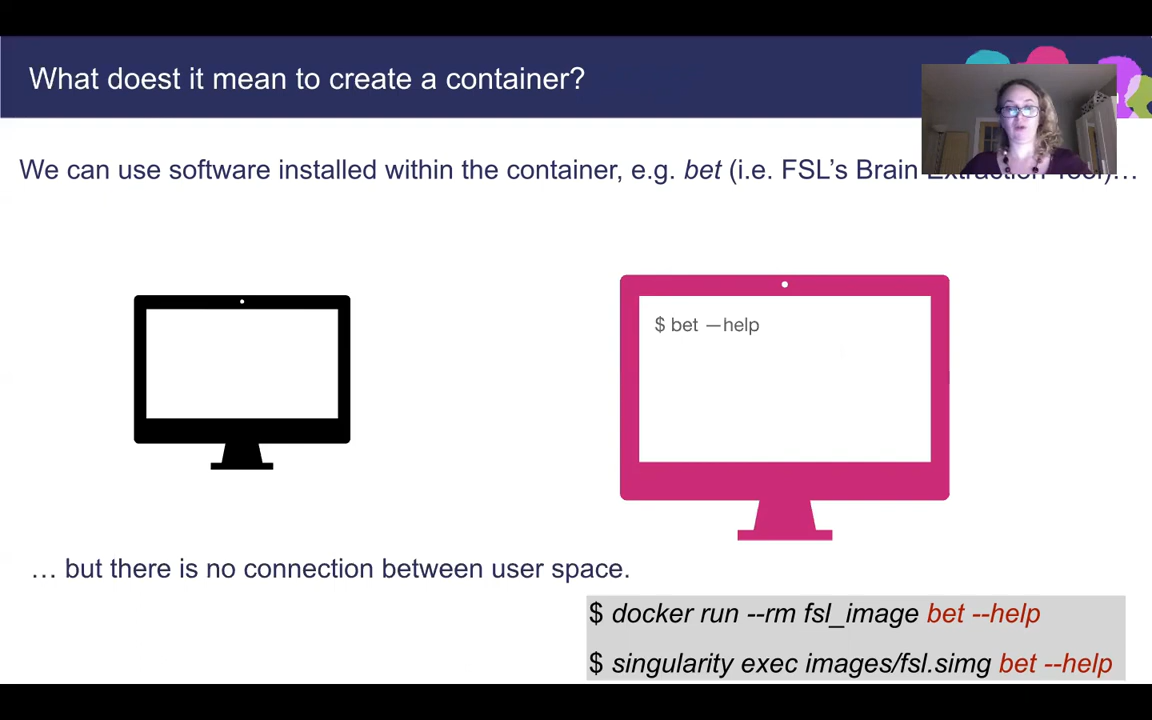 What doest it mean to create a container?
We can use software installed within the container, e.g. bet (i.e. FSL's Brain Extraction Tool)…
$ bet —help
… but there is no connection between user space.
$ docker run --rm fsl_image bet --help
$ singularity exec images/fsl.simg bet --help